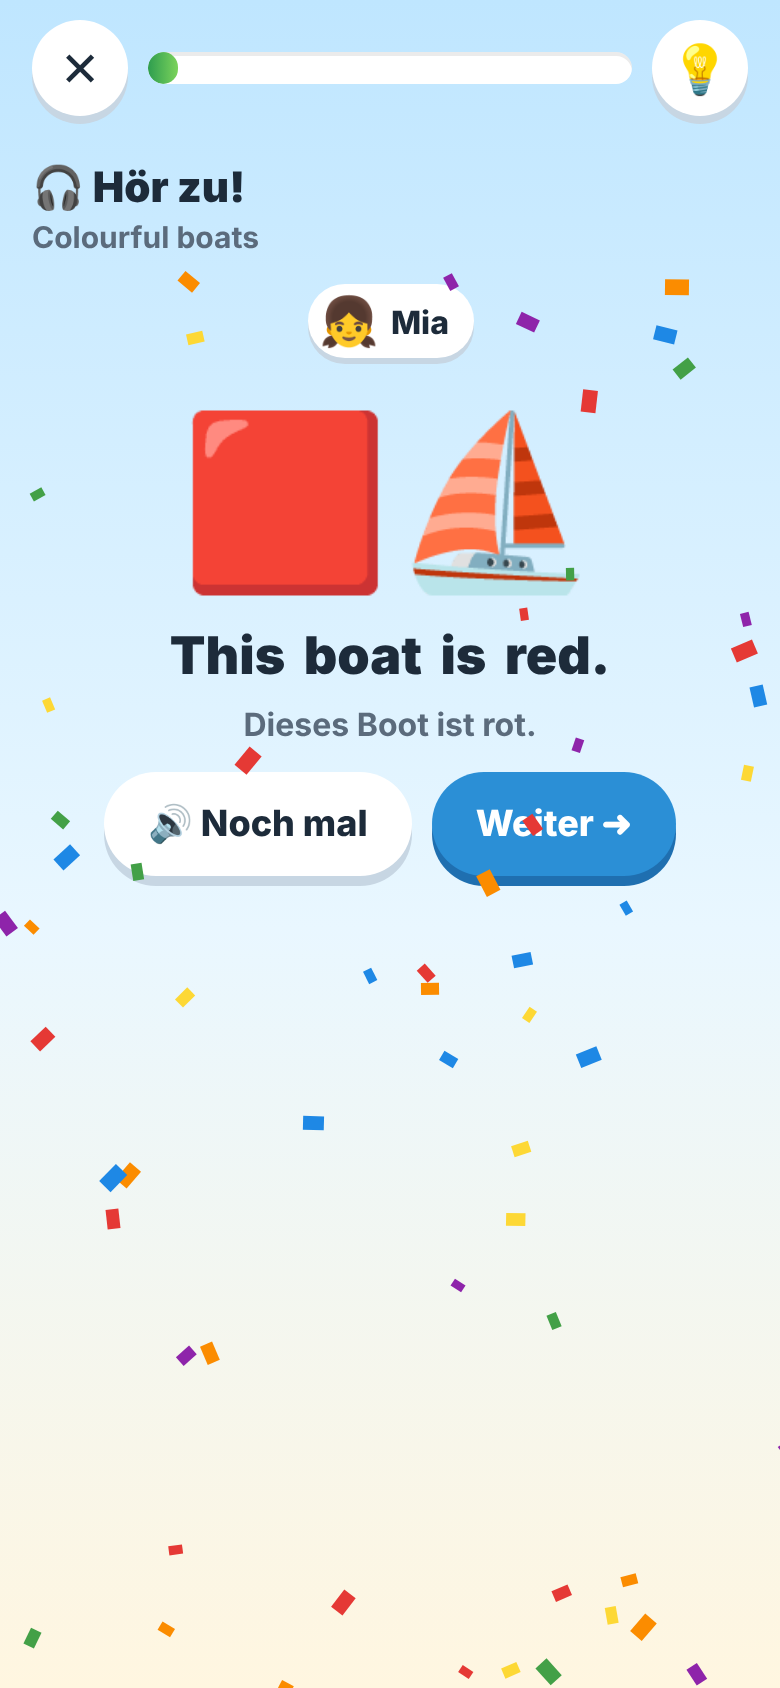 Hör zu!
Colourful boats
Mia
This boat is red.
Dieses Boot ist rot.
Noch mal
Weiter →